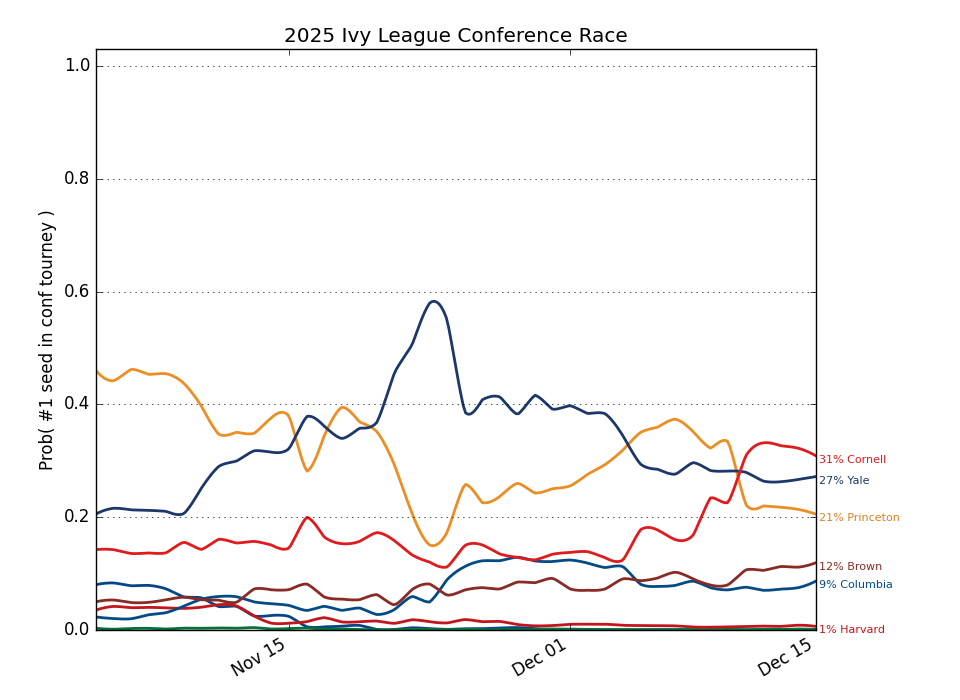 2025 Ivy League Conference Race
Prob( #1 seed in conf tourney )
1.0
0.8
0.6
0.4
0.2
0.0
31% Cornell
27% Yale
21% Princeton
12% Brown
9% Columbia
1% Harvard
Nov 15
Dec 01
Dec 15